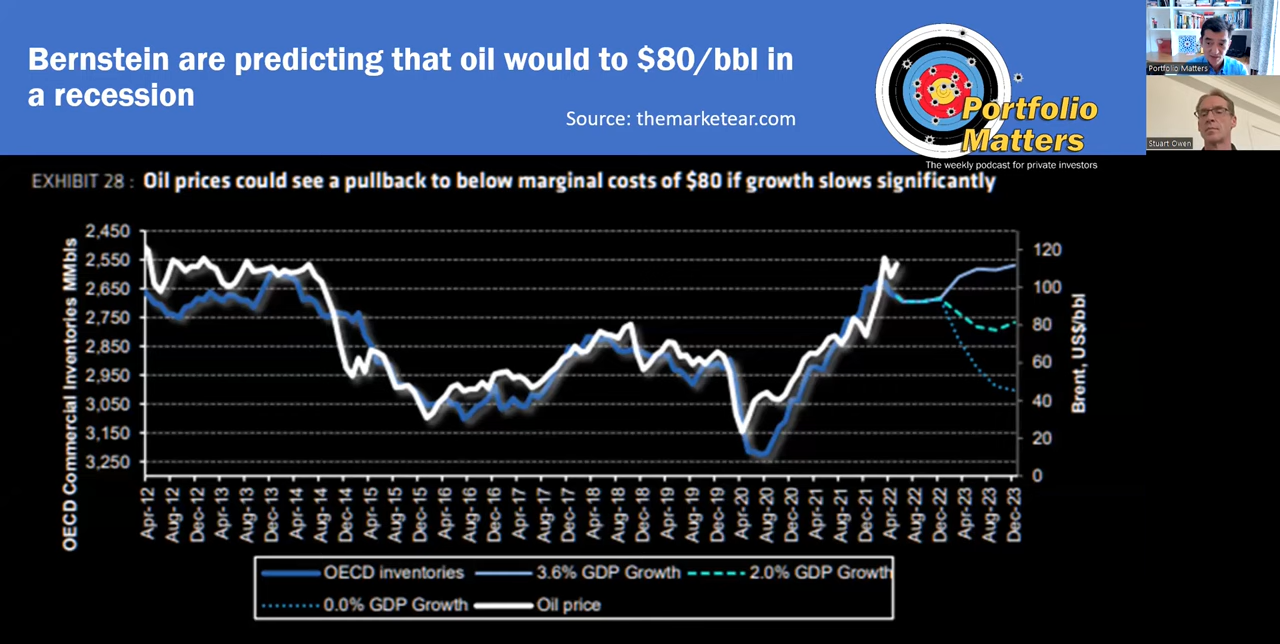 Bernstein are predicting that oil would to $80/bbl in
a recession
Source: themarketear.com
Portfolio
Matters
The weekly podcast for private investors
Portfolio Matters
Stuart Owen
EXHIBIT 28 : Oil prices could see a pullback to below marginal costs of $80 if growth slows significantly
OECD Commercial Inventories MMbls
2,450
2,550
2,650
2,750
2,850
2,950
3,050
3,150
3,250
120
100
80
60
40
20
0
Brent, US$/bbl
Apr-12
Aug-12
Dec-12
Apr-13
Aug-13
Dec-13
Apr-14
Aug-14
Dec-14
Apr-15
Aug-15
Dec-15
Apr-16
Aug-16
Dec-16
Apr-17
Aug-17
Dec-17
Apr-18
Aug-18
Dec-18
Apr-19
Aug-19
Dec-19
Apr-20
Aug-20
Dec-20
Apr-21
Aug-21
Dec-21
Apr-22
Aug-22
Dec-22
Apr-23
Aug-23
Dec-23
OECD inventories
3.6% GDP Growth
2.0% GDP Growth
0.0% GDP Growth
Oil price